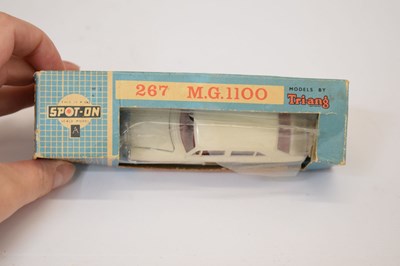 SPOT-ON
267 M.G.1100
MODELS BY
Tri-ang